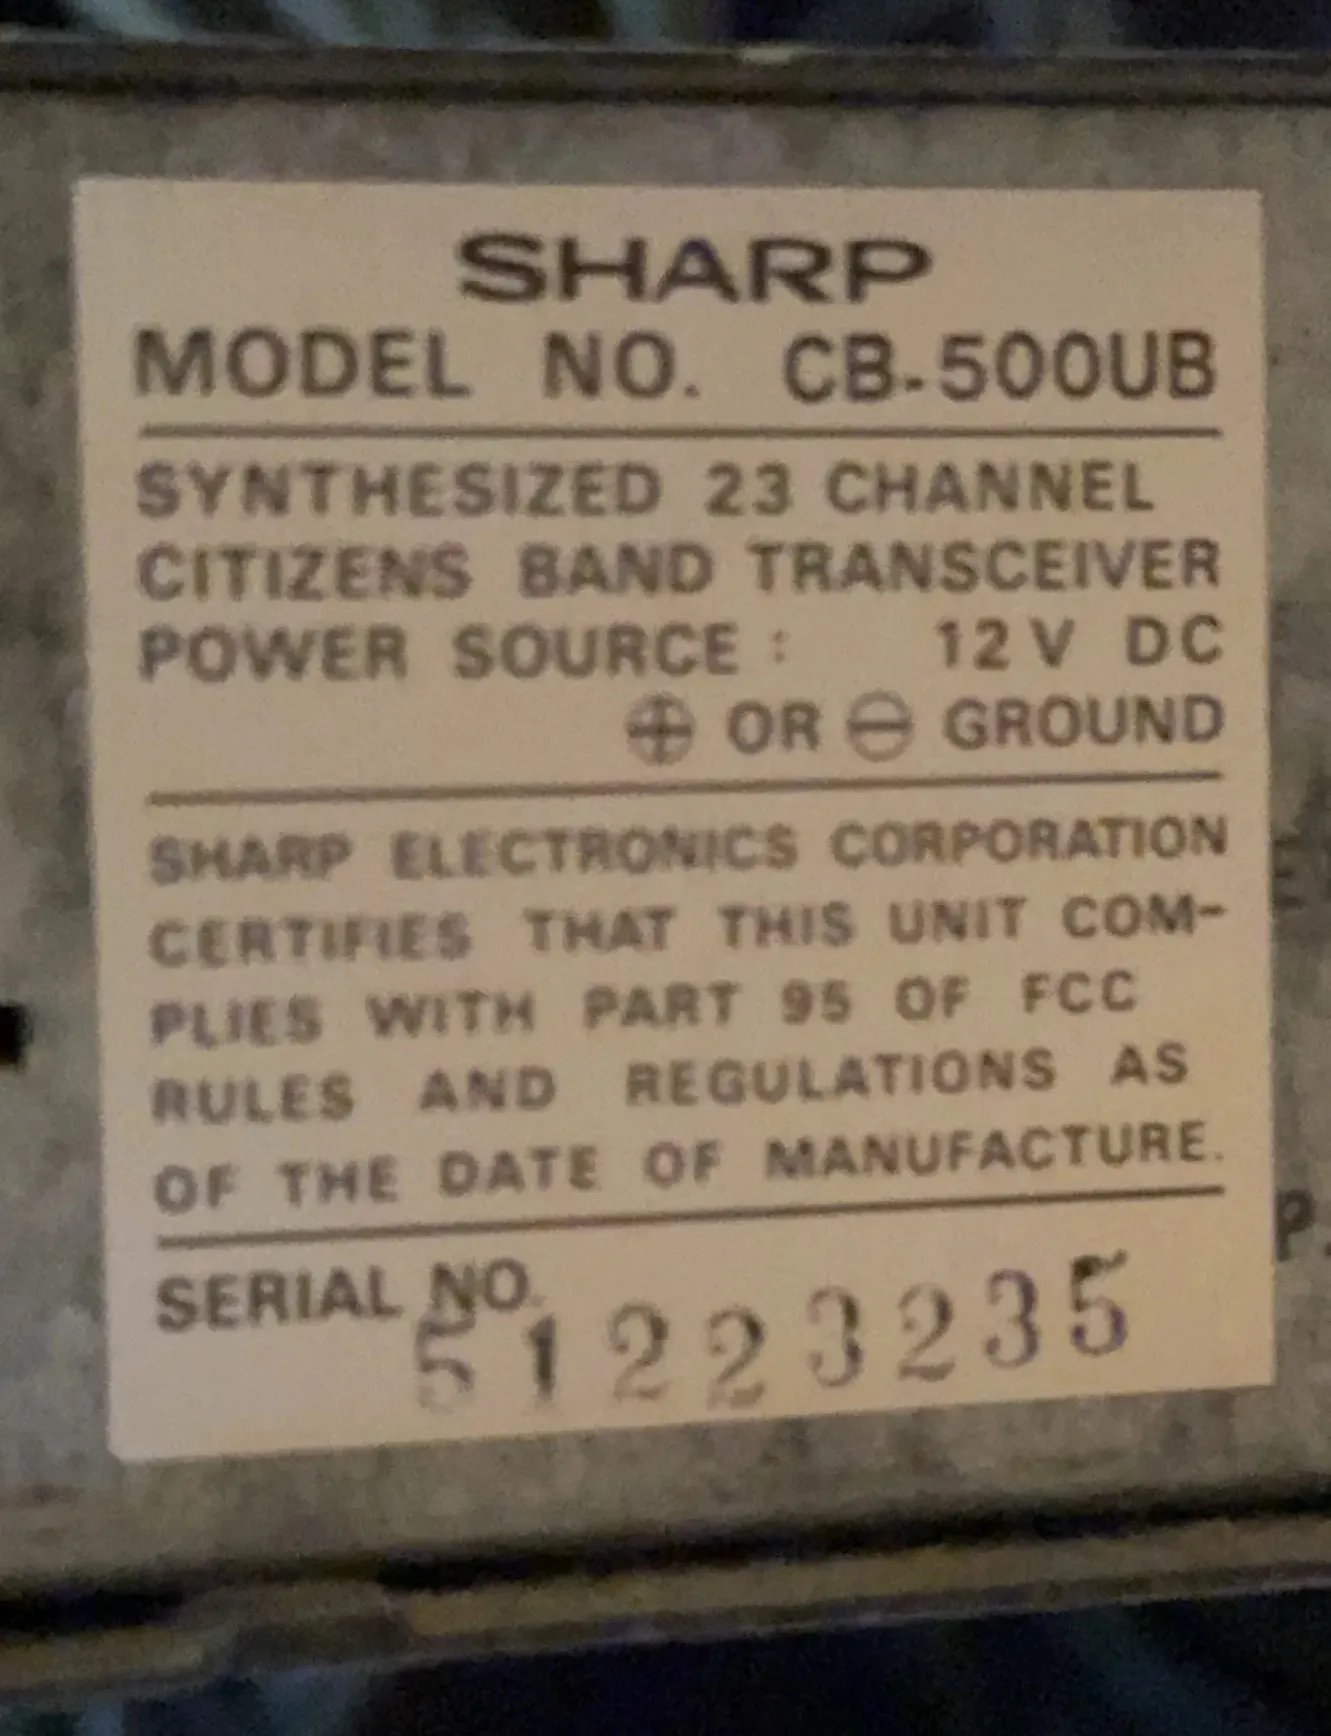 SHARP
MODEL NO. CB-500UB
SYNTHESIZED 23 CHANNEL
CITIZENS BAND TRANSCEIVER
POWER SOURCE : 12V DC
⊕ OR ⊖ GROUND
SHARP ELECTRONICS CORPORATION
CERTIFIES THAT THIS UNIT COM-
PLIES WITH PART 95 OF FCC
RULES AND REGULATIONS AS
OF THE DATE OF MANUFACTURE.
SERIAL NO.
51223235